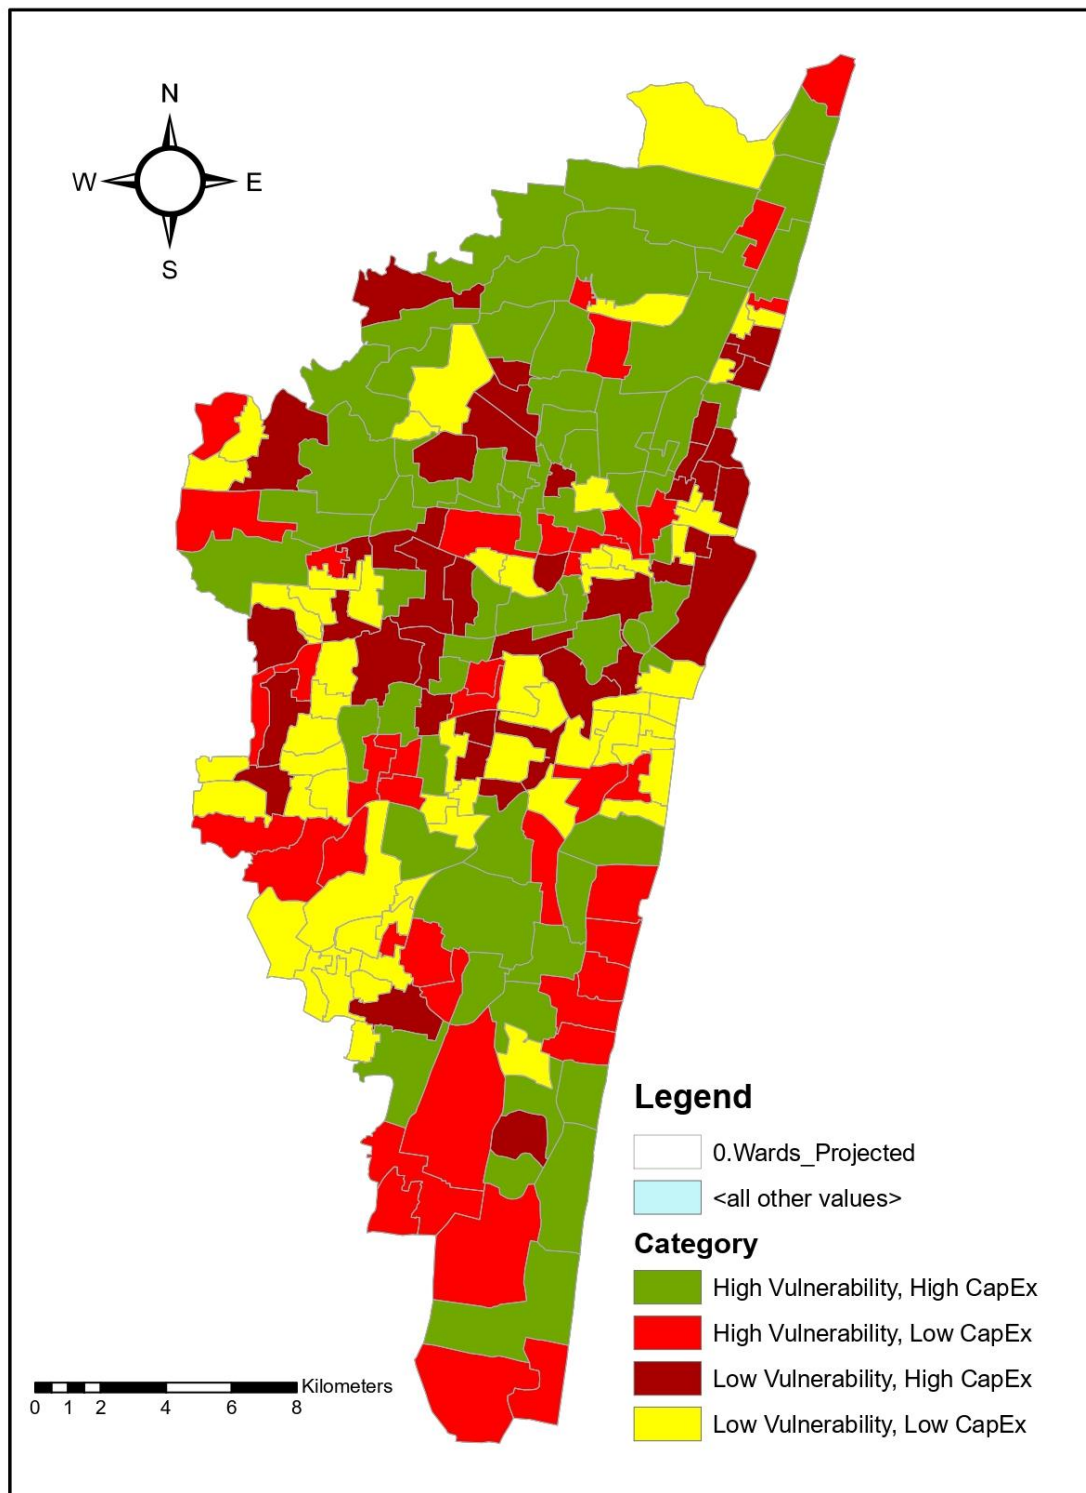 N
W E
S
Legend
0.Wards_Projected
<all other values>
Category
High Vulnerability, High CapEx
High Vulnerability, Low CapEx
Low Vulnerability, High CapEx
Low Vulnerability, Low CapEx
Kilometers
0 1 2 4 6 8